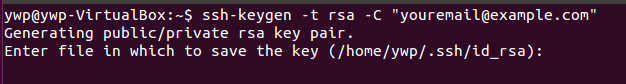 ywp@ywp-VirtualBox:~$ ssh-keygen -t rsa -C "youremail@example.com"
Generating public/private rsa key pair.
Enter file in which to save the key (/home/ywp/.ssh/id_rsa):